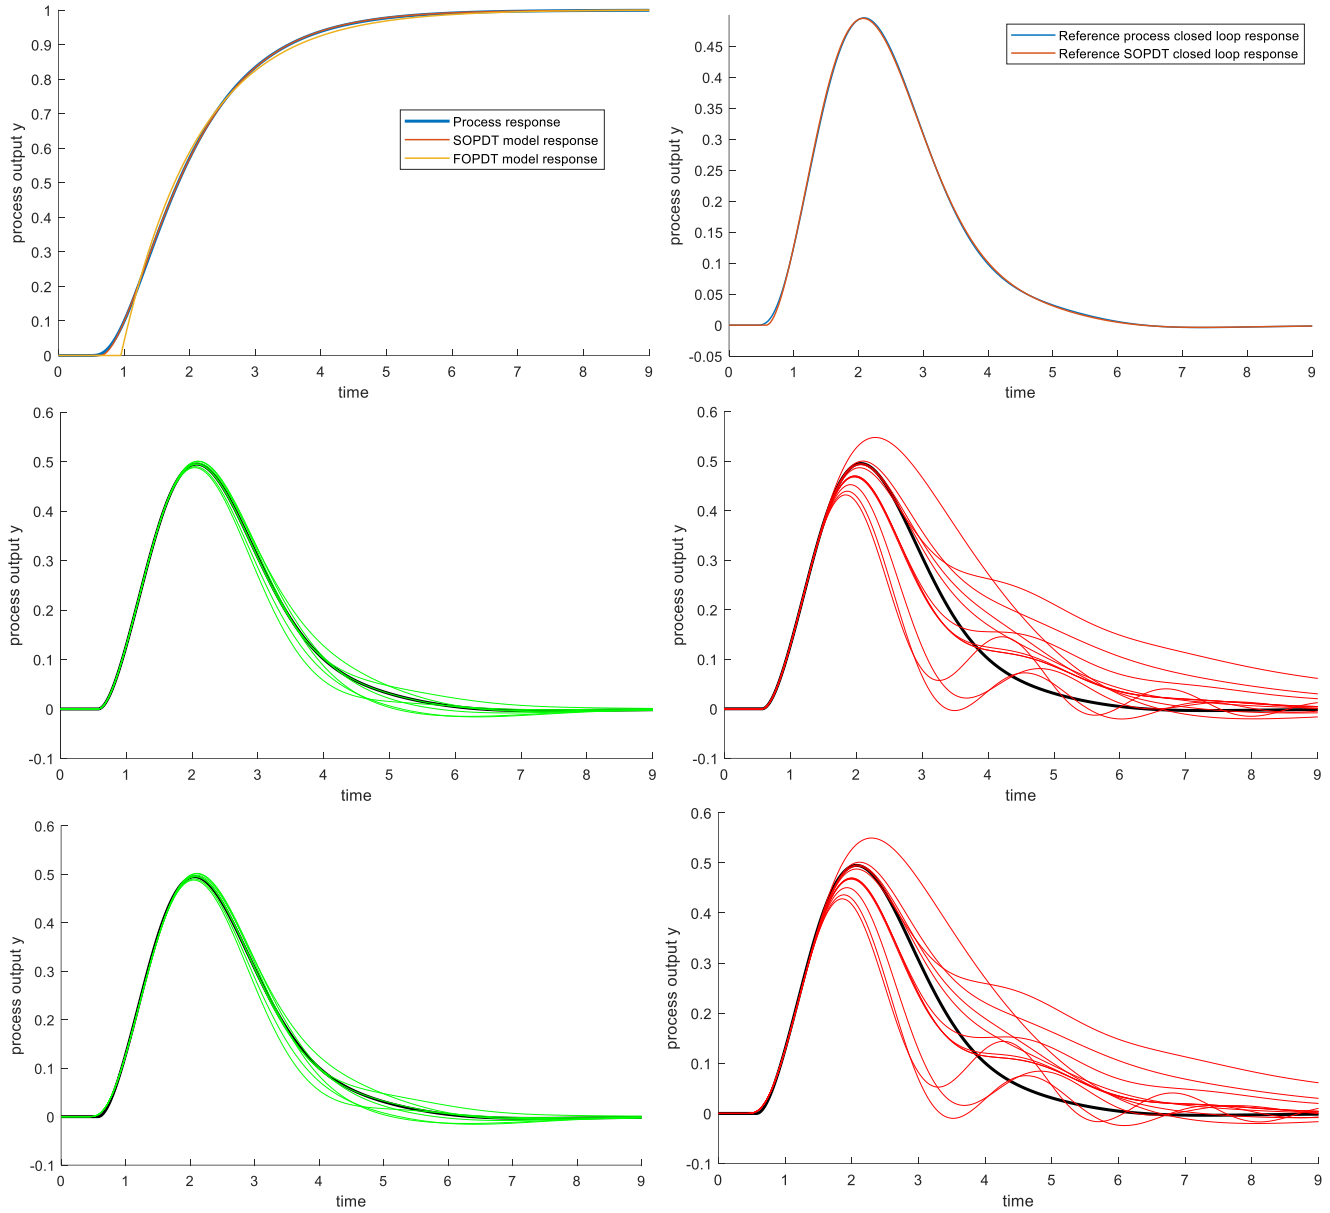 process output y
1
0.9
0.8
0.7
0.6
0.5
0.4
0.3
0.2
0.1
0
Process response
SOPDT model response
FOPDT model response
0 1 2 3 4 5 6 7 8 9
time
process output y
0.45
0.4
0.35
0.3
0.25
0.2
0.15
0.1
0.05
0
-0.05
Reference process closed loop response
Reference SOPDT closed loop response
0 1 2 3 4 5 6 7 8 9
time
process output y
0.6
0.5
0.4
0.3
0.2
0.1
0
-0.1
0 1 2 3 4 5 6 7 8 9
time
process output y
0.6
0.5
0.4
0.3
0.2
0.1
0
-0.1
0 1 2 3 4 5 6 7 8 9
time
process output y
0.6
0.5
0.4
0.3
0.2
0.1
0
-0.1
0 1 2 3 4 5 6 7 8 9
time
process output y
0.6
0.5
0.4
0.3
0.2
0.1
0
-0.1
0 1 2 3 4 5 6 7 8 9
time